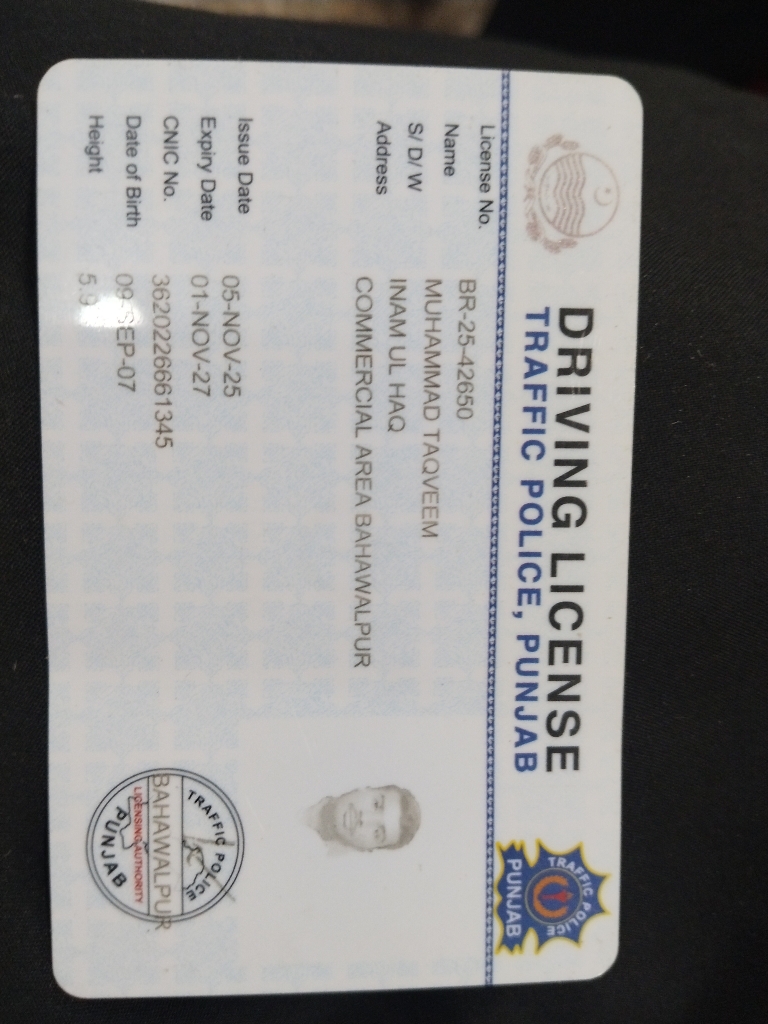 DRIVING LICENSE
TRAFFIC POLICE, PUNJAB
TRAFFIC POLICE
PUNJAB
License No. BR-25-42650
Name MUHAMMAD TAQVEEM
S/ D/ W INAM UL HAQ
Address COMMERCIAL AREA BAHAWALPUR
Issue Date 05-NOV-25
Expiry Date 01-NOV-27
CNIC No. 3620226661345
Date of Birth 09-SEP-07
Height 5.9
TRAFFIC POLICE
BAHAWALPUR
LICENSING AUTHORITY
PUNJAB